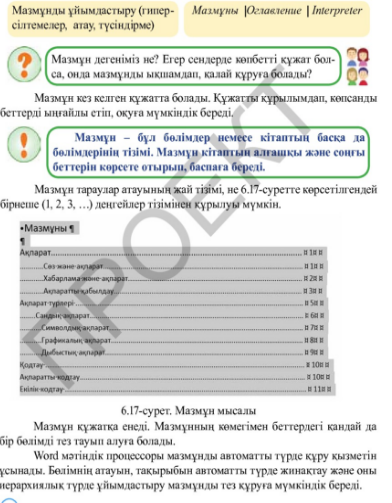 Мазмұнды ұйымдастыру (гипер-
сілтемелер, атау, түсіндірме)
Мазмұны |Оглавление | Interpreter
Мазмұн дегеніміз не? Егер сендерде көпбетті құжат бол-
са, онда мазмұнды ықшамдап, қалай құруға болады?
Мазмұн кез келген құжатта болады. Құжатты құрылымдап, көпсанды
беттерді ыңғайлы етіп, оқуға мүмкіндік береді.
Мазмұн – бұл бөлімдер немесе кітаптың басқа да
бөлімдерінің тізімі. Мазмұн кітаптың алғашқы және соңғы
беттерін көрсете отырып, баспаға береді.
Мазмұн тараулар атауының жай тізімі, не 6.17-суретте көрсетілгендей
бірнеше (1, 2, 3, …) деңгейлер тізімінен құрылуы мүмкін.
•Мазмұны ¶
¶
Ақпарат 1
Сөз·және·ақпарат 1
Хабарлама·және·ақпарат 2
Ақпаратты·қабылдау 3
Ақпарат·түрлері 5
Сандық·ақпарат 6
Символдық·ақпарат 7
Графикалық·ақпарат 8
Дыбыстық·ақпарат 9
Кодтау 10
Ақпаратты·кодтау 10
Екілік·кодтау 11
6.17-сурет. Мазмұн мысалы
Мазмұн құжатқа енеді. Мазмұнның көмегімен беттердегі қандай да
бір бөлімді тез тауып алуға болады.
Word мәтіндік процессоры мазмұнды автоматты түрде құру қызметін
ұсынады. Бөлімнің атауын, тақырыбын автоматты түрде жинақтау және оны
иерархиялық түрде ұйымдастыру мазмұнды тез құруға мүмкіндік береді.
ПРОЕКТ